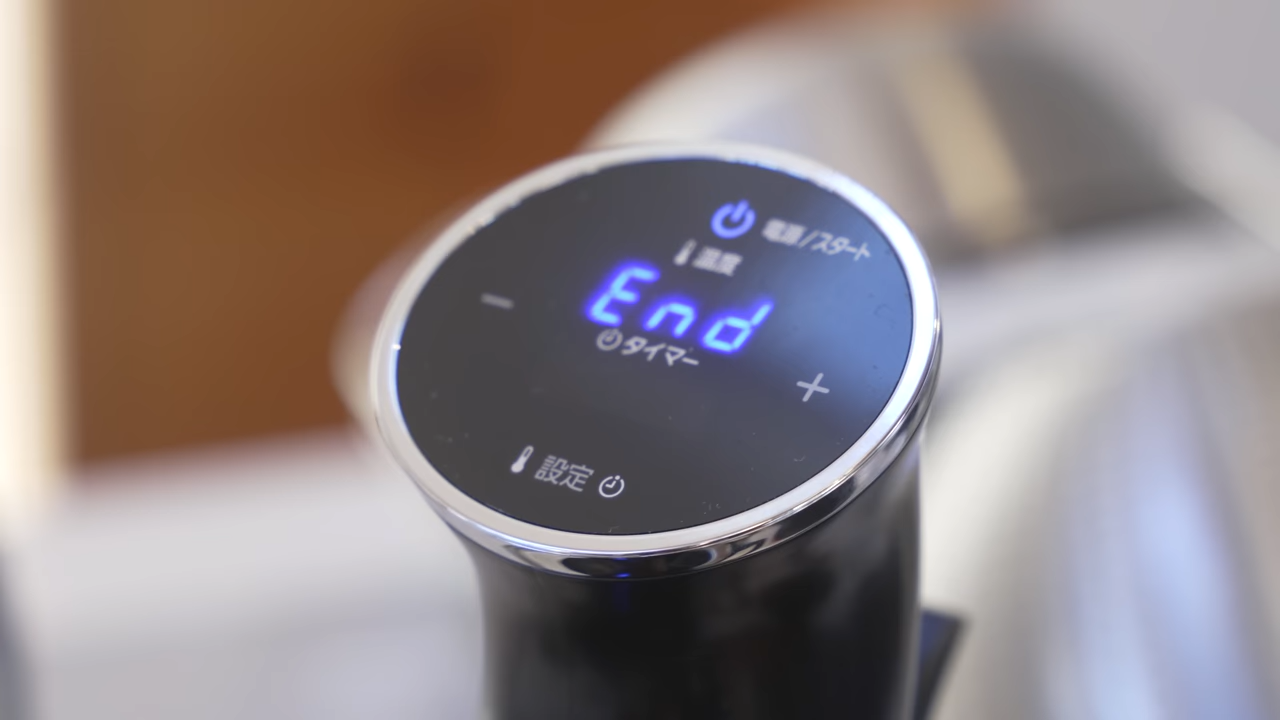 電源/スタート
温度
End
タイマー
− +
設定